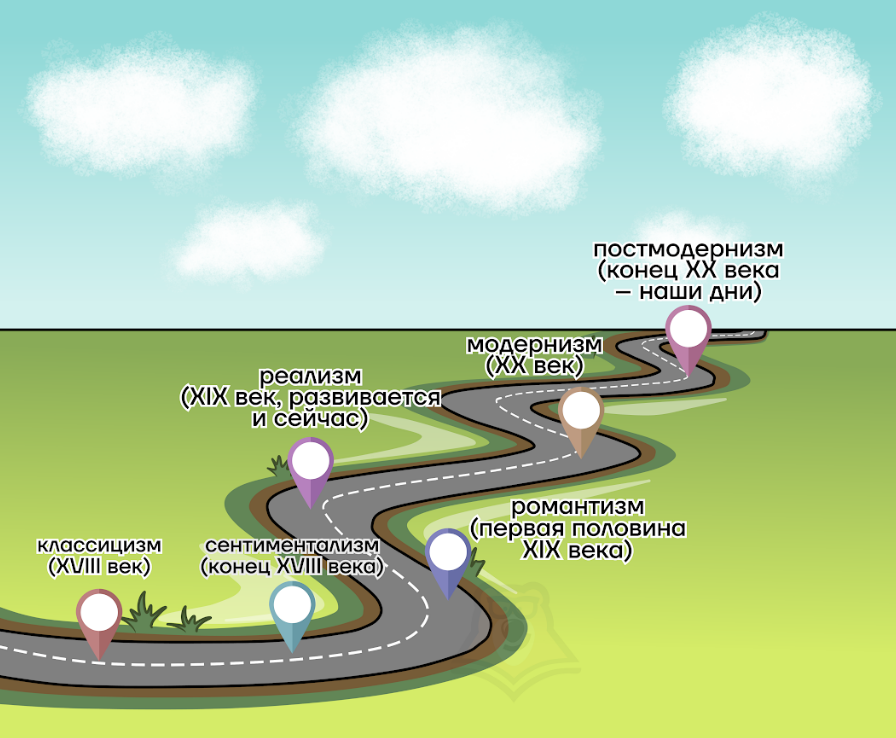 постмодернизм
(конец XX века
– наши дни)
модернизм
(XX век)
реализм
(XIX век, развивается
и сейчас)
романтизм
(первая половина
XIX века)
классицизм
(XVIII век)
сентиментализм
(конец XVIII века)